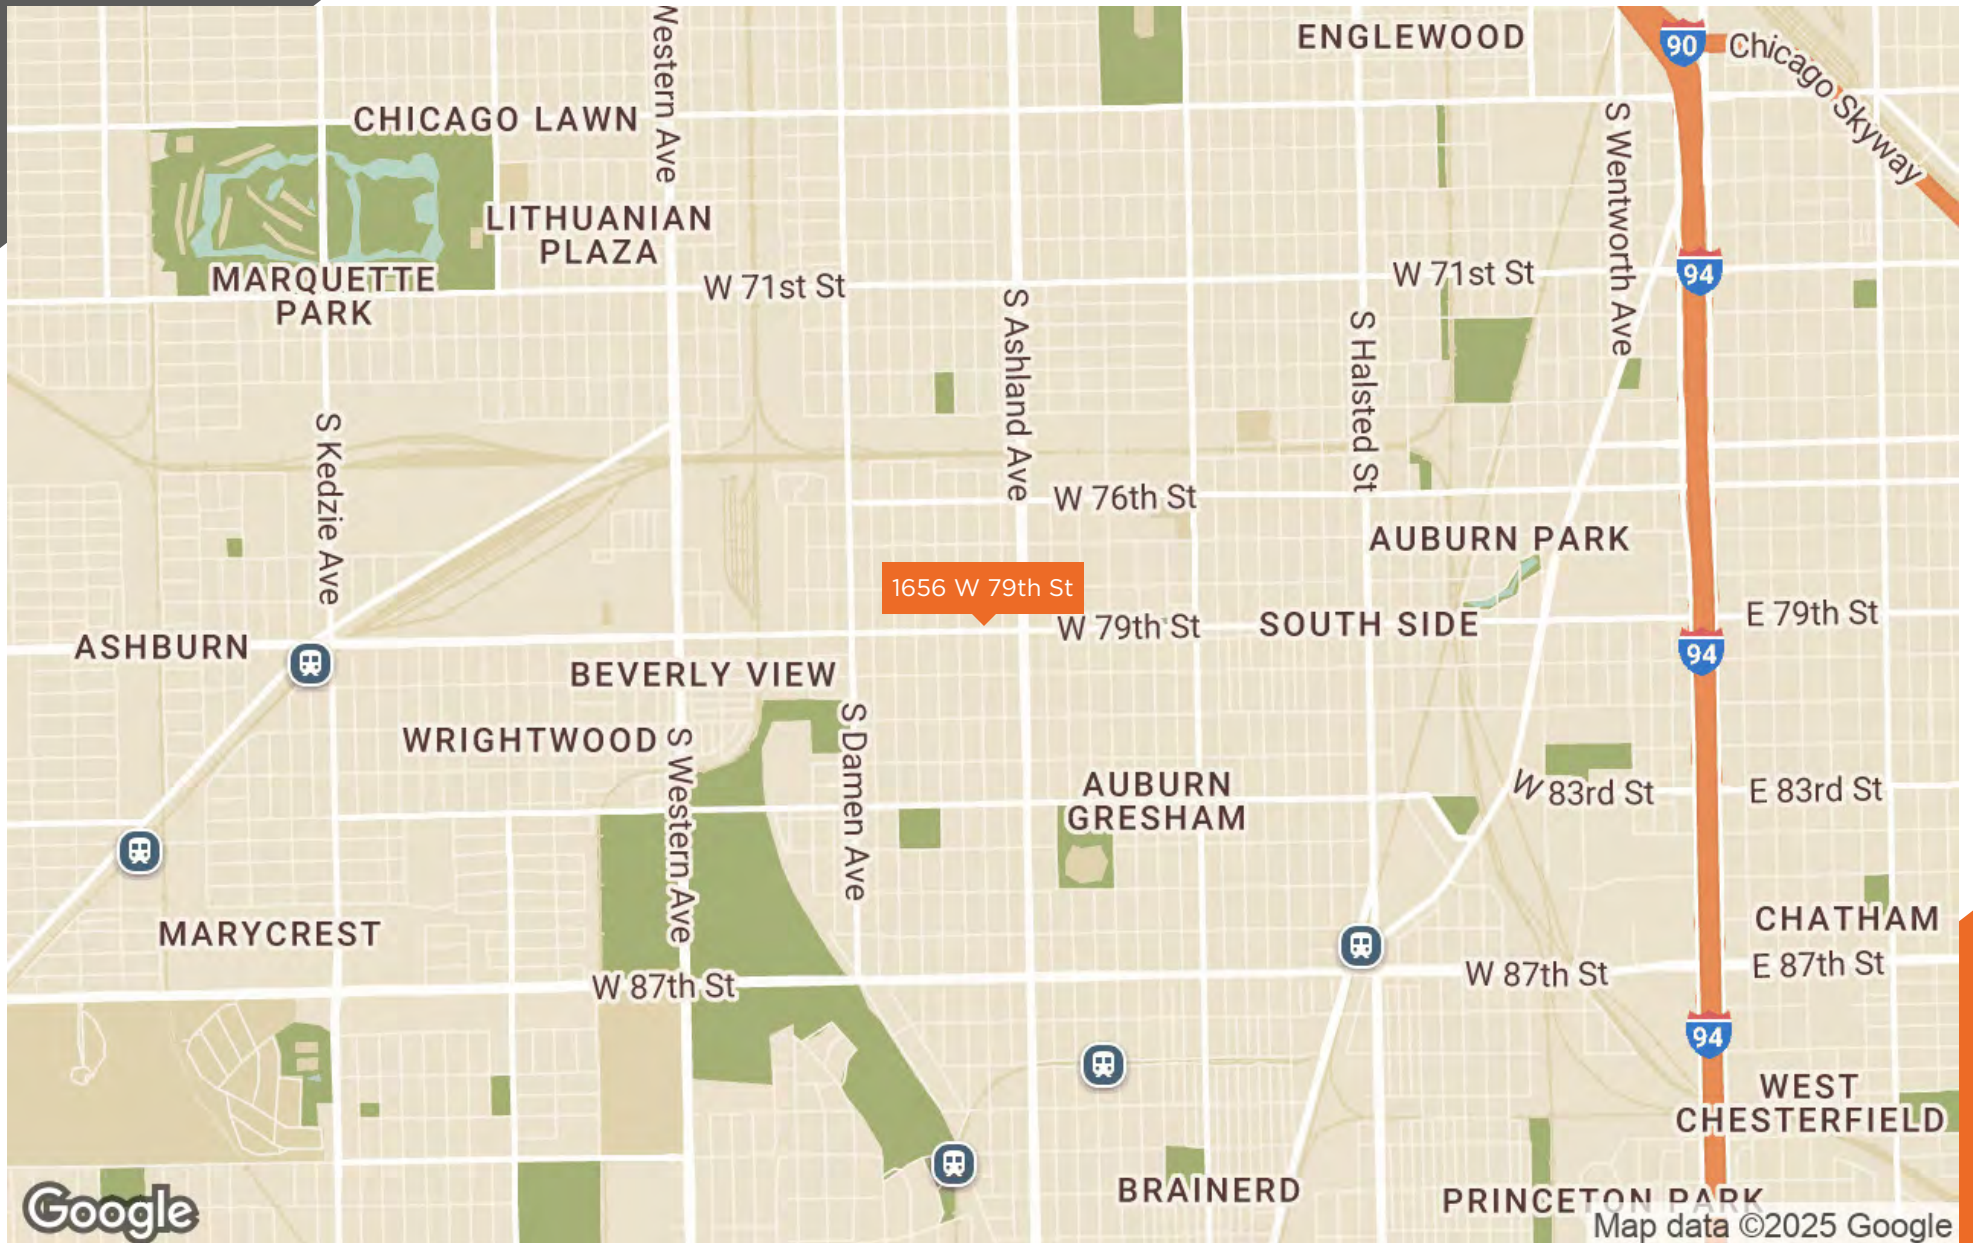 ENGLEWOOD
90
Chicago Skyway
Western Ave
CHICAGO LAWN
S Wentworth Ave
LITHUANIAN
PLAZA
MARQUETTE
PARK
W 71st St
W 71st St
94
S Ashland Ave
S Halsted St
S Kedzie Ave
W 76th St
AUBURN PARK
1656 W 79th St
W 79th St
SOUTH SIDE
E 79th St
ASHBURN
94
BEVERLY VIEW
WRIGHTWOOD
S Western Ave
S Damen Ave
AUBURN
GRESHAM
W 83rd St
E 83rd St
MARYCREST
CHATHAM
W 87th St
W 87th St
E 87th St
94
WEST
CHESTERFIELD
BRAINERD
PRINCETON PARK
Google
Map data ©2025 Google